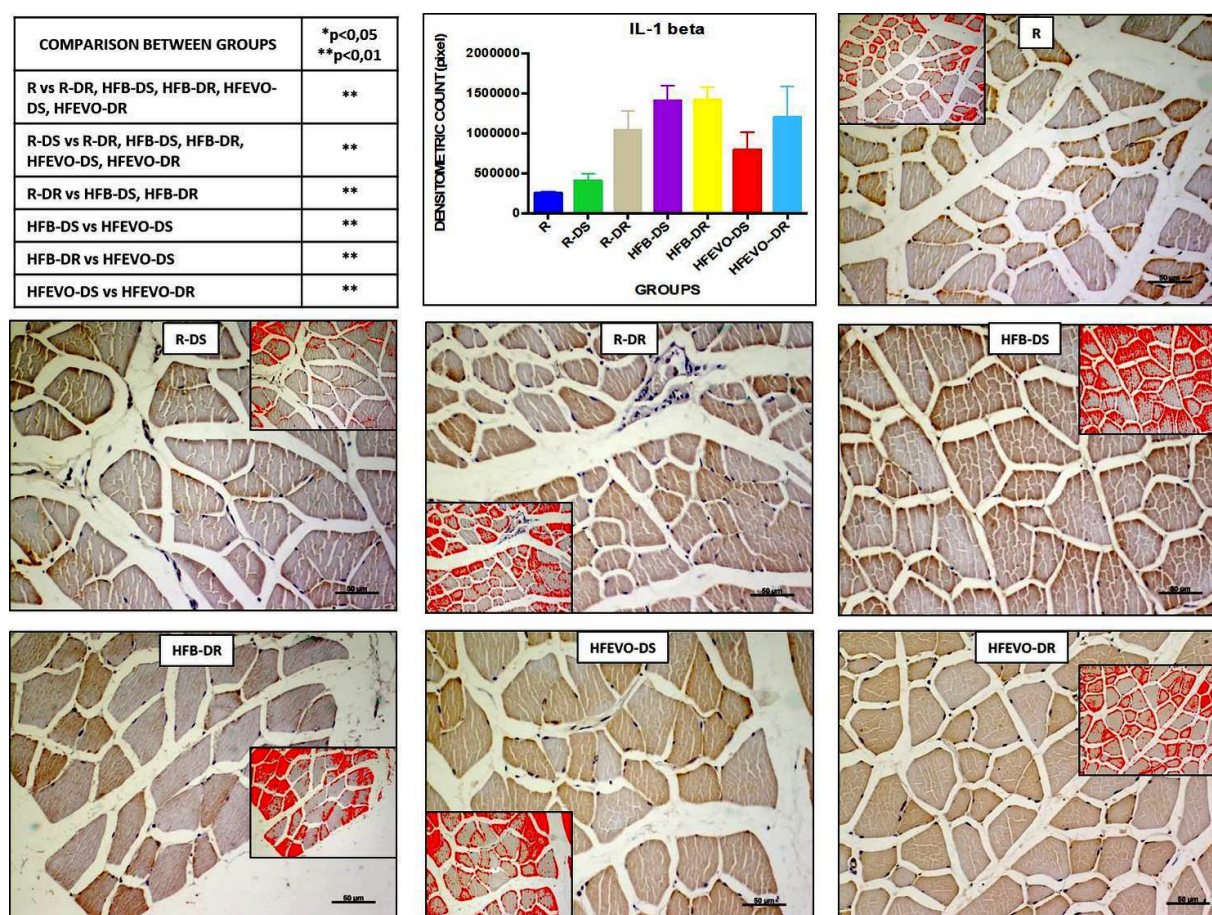 COMPARISON BETWEEN GROUPS
*p<0,05
**p<0,01
R vs R-DR, HFB-DS, HFB-DR, HFEVO-
DS, HFEVO-DR
**
R-DS vs R-DR, HFB-DS, HFB-DR,
HFEVO-DS, HFEVO-DR
**
R-DR vs HFB-DS, HFB-DR
**
HFB-DS vs HFEVO-DS
**
HFB-DR vs HFEVO-DS
**
HFEVO-DS vs HFEVO-DR
**
IL-1 beta
DENSITOMETRIC COUNT (pixel)
2000000
1500000
1000000
500000
0
R
R-DS
R-DR
HFB-DS
HFB-DR
HFEVO-DS
HFEVO--DR
GROUPS
R
50 µm
R-DS
50 µm
R-DR
50 µm
HFB-DS
50 µm
HFB-DR
50 µm
HFEVO-DS
50 µm
HFEVO-DR
50 µm